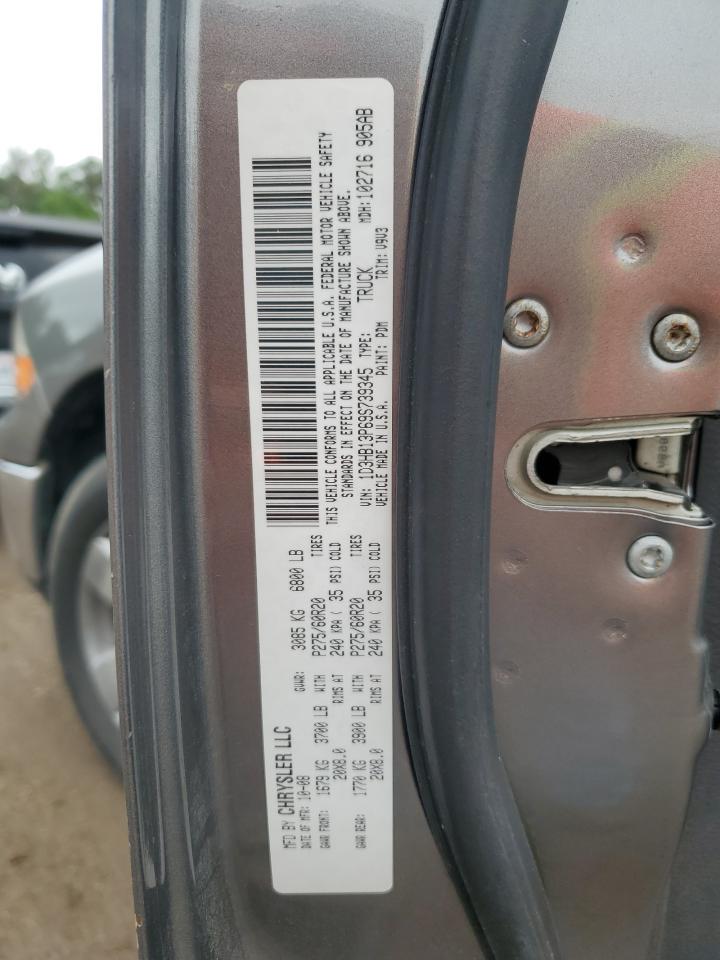 MFD BY CHRYSLER LLC
DATE OF MFR: 10-08 GVWR: 3085 KG 6800 LB
GAWR FRONT: 1679 KG 3700 LB WITH P275/60R20 TIRES
20X8.0 RIMS AT 240 KPA ( 35 PSI) COLD
GAWR REAR: 1770 KG 3900 LB WITH P275/60R20 TIRES
20X8.0 RIMS AT 240 KPA ( 35 PSI) COLD
THIS VEHICLE CONFORMS TO ALL APPLICABLE U.S.A. FEDERAL MOTOR VEHICLE SAFETY
STANDARDS IN EFFECT ON THE DATE OF MANUFACTURE SHOWN ABOVE.
VIN: 1D3HB13P69S739345 TYPE: TRUCK MDH: 102716 905AB
VEHICLE MADE IN U.S.A. PAINT: PDM TRIM: V9V3